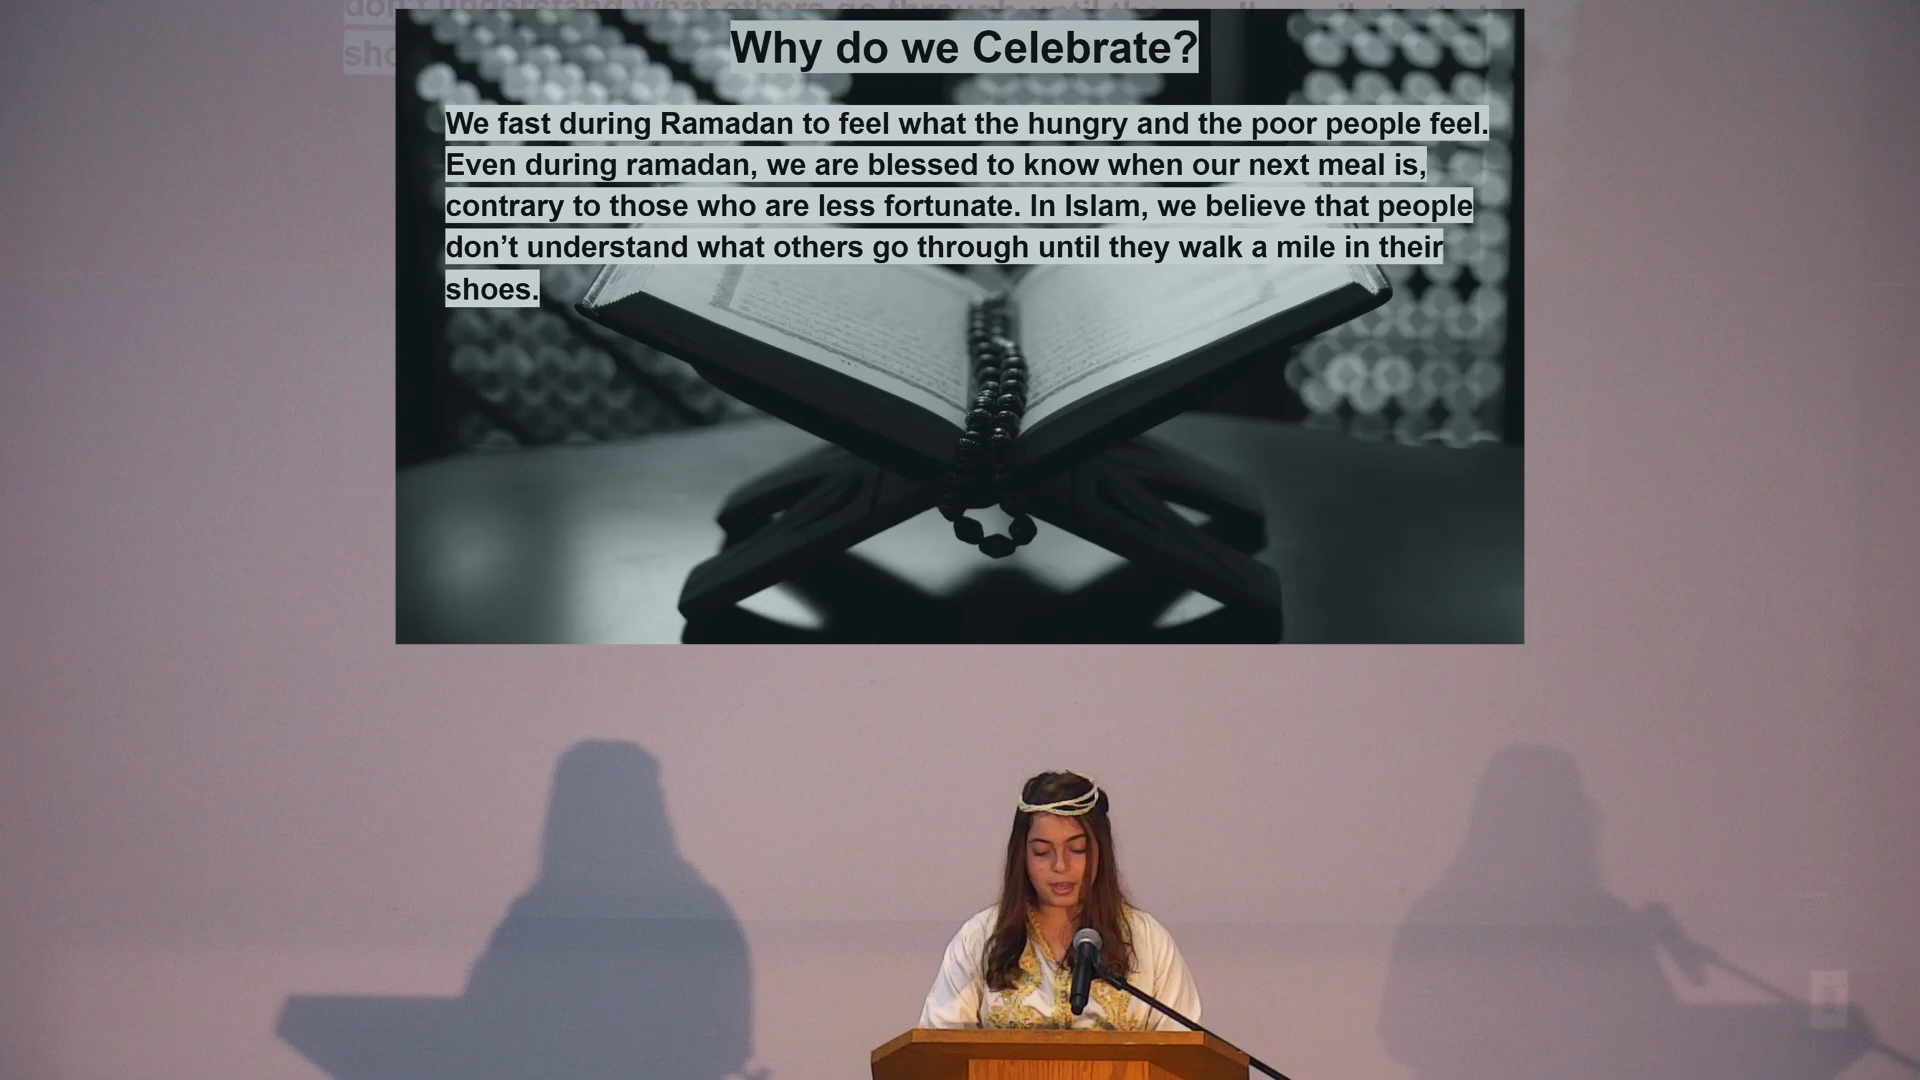 Why do we Celebrate?
We fast during Ramadan to feel what the hungry and the poor people feel.
Even during ramadan, we are blessed to know when our next meal is,
contrary to those who are less fortunate. In Islam, we believe that people
don’t understand what others go through until they walk a mile in their
shoes.